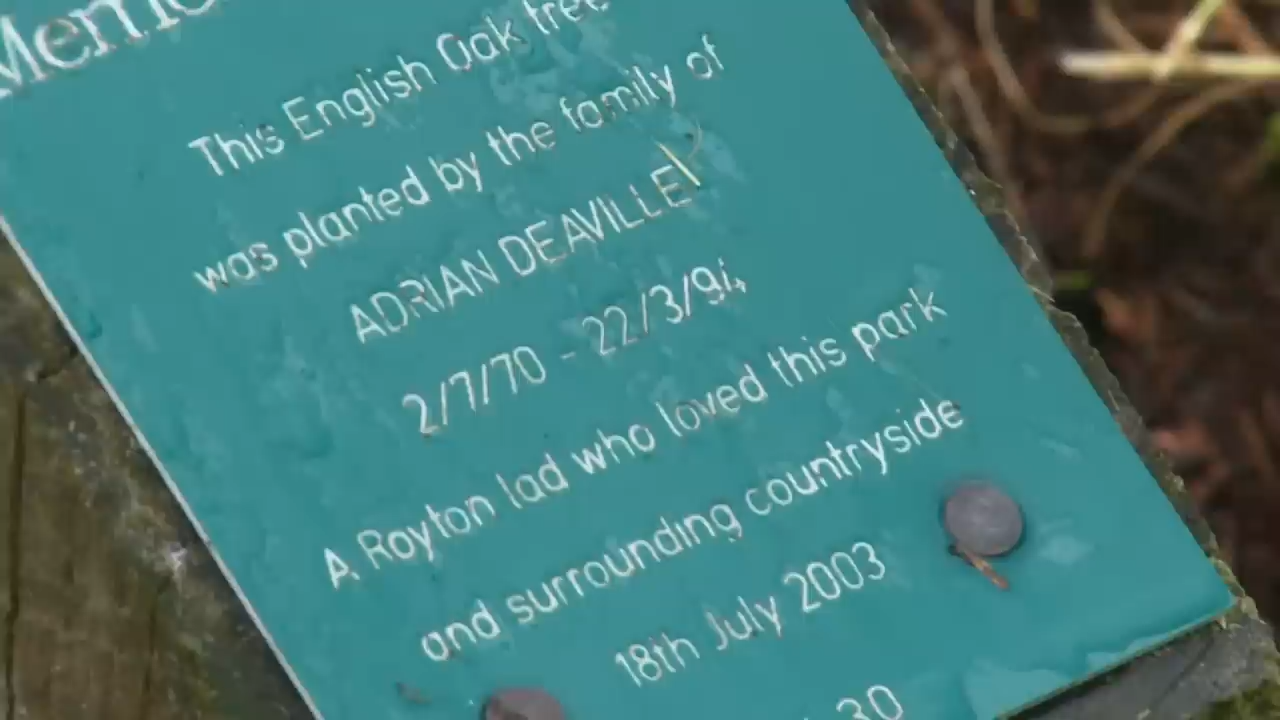 This English Oak tree
was planted by the family of
ADRIAN DEAVILLE
2/7/70 - 22/3/94
A Royton lad who loved this park
and surrounding countryside
18th July 2003
30